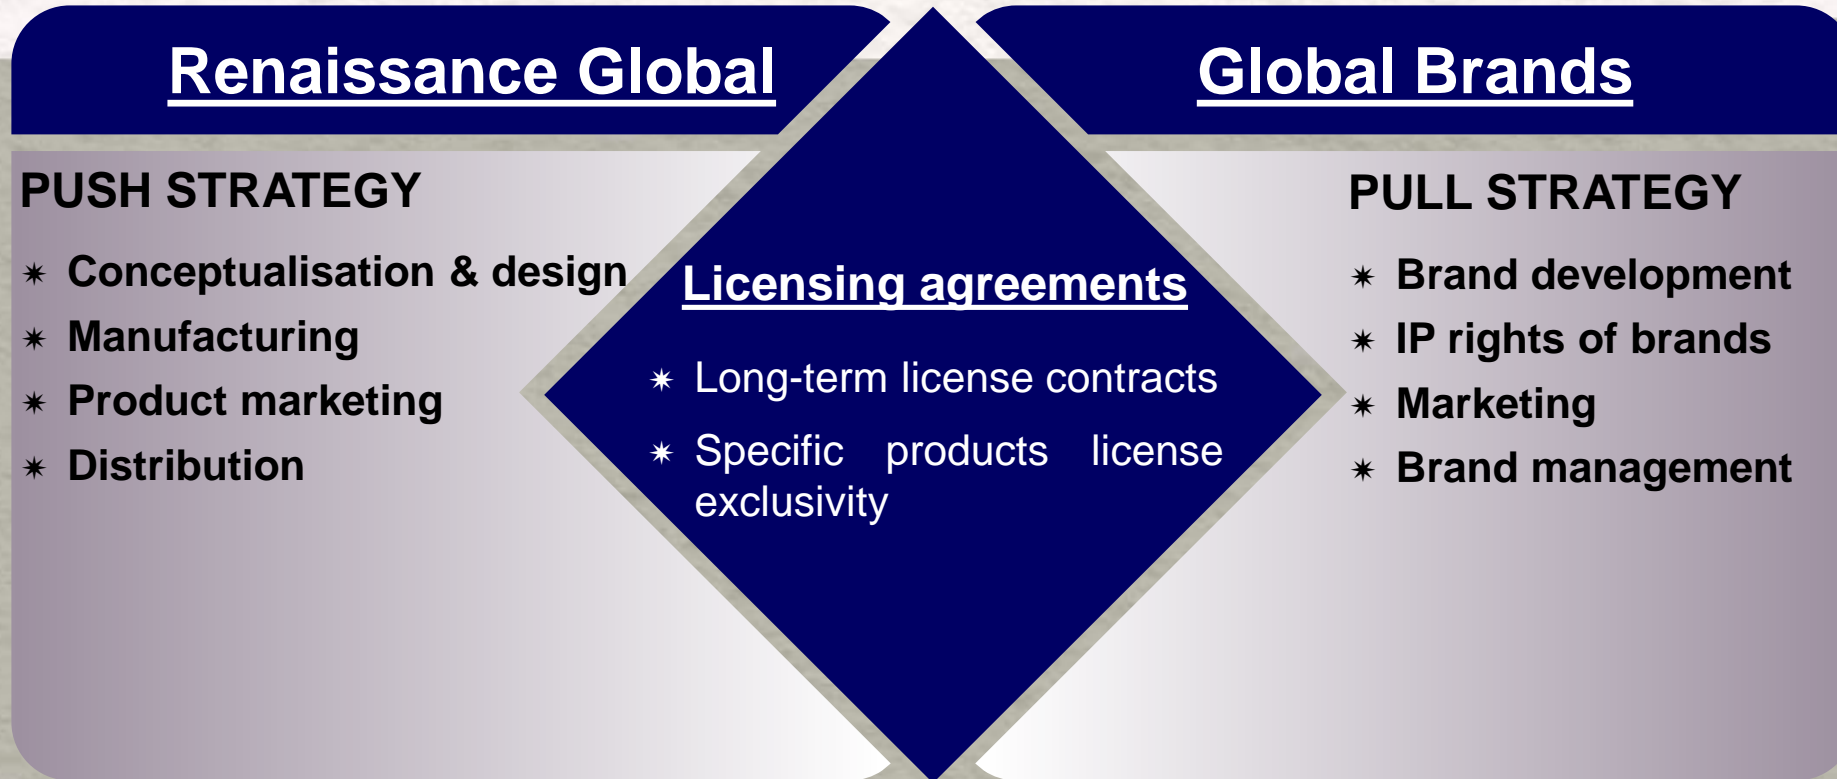 Renaissance Global
Global Brands
PUSH STRATEGY
✴ Conceptualisation & design
✴ Manufacturing
✴ Product marketing
✴ Distribution
Licensing agreements
✴ Long-term license contracts
✴ Specific products license
exclusivity
PULL STRATEGY
✴ Brand development
✴ IP rights of brands
✴ Marketing
✴ Brand management